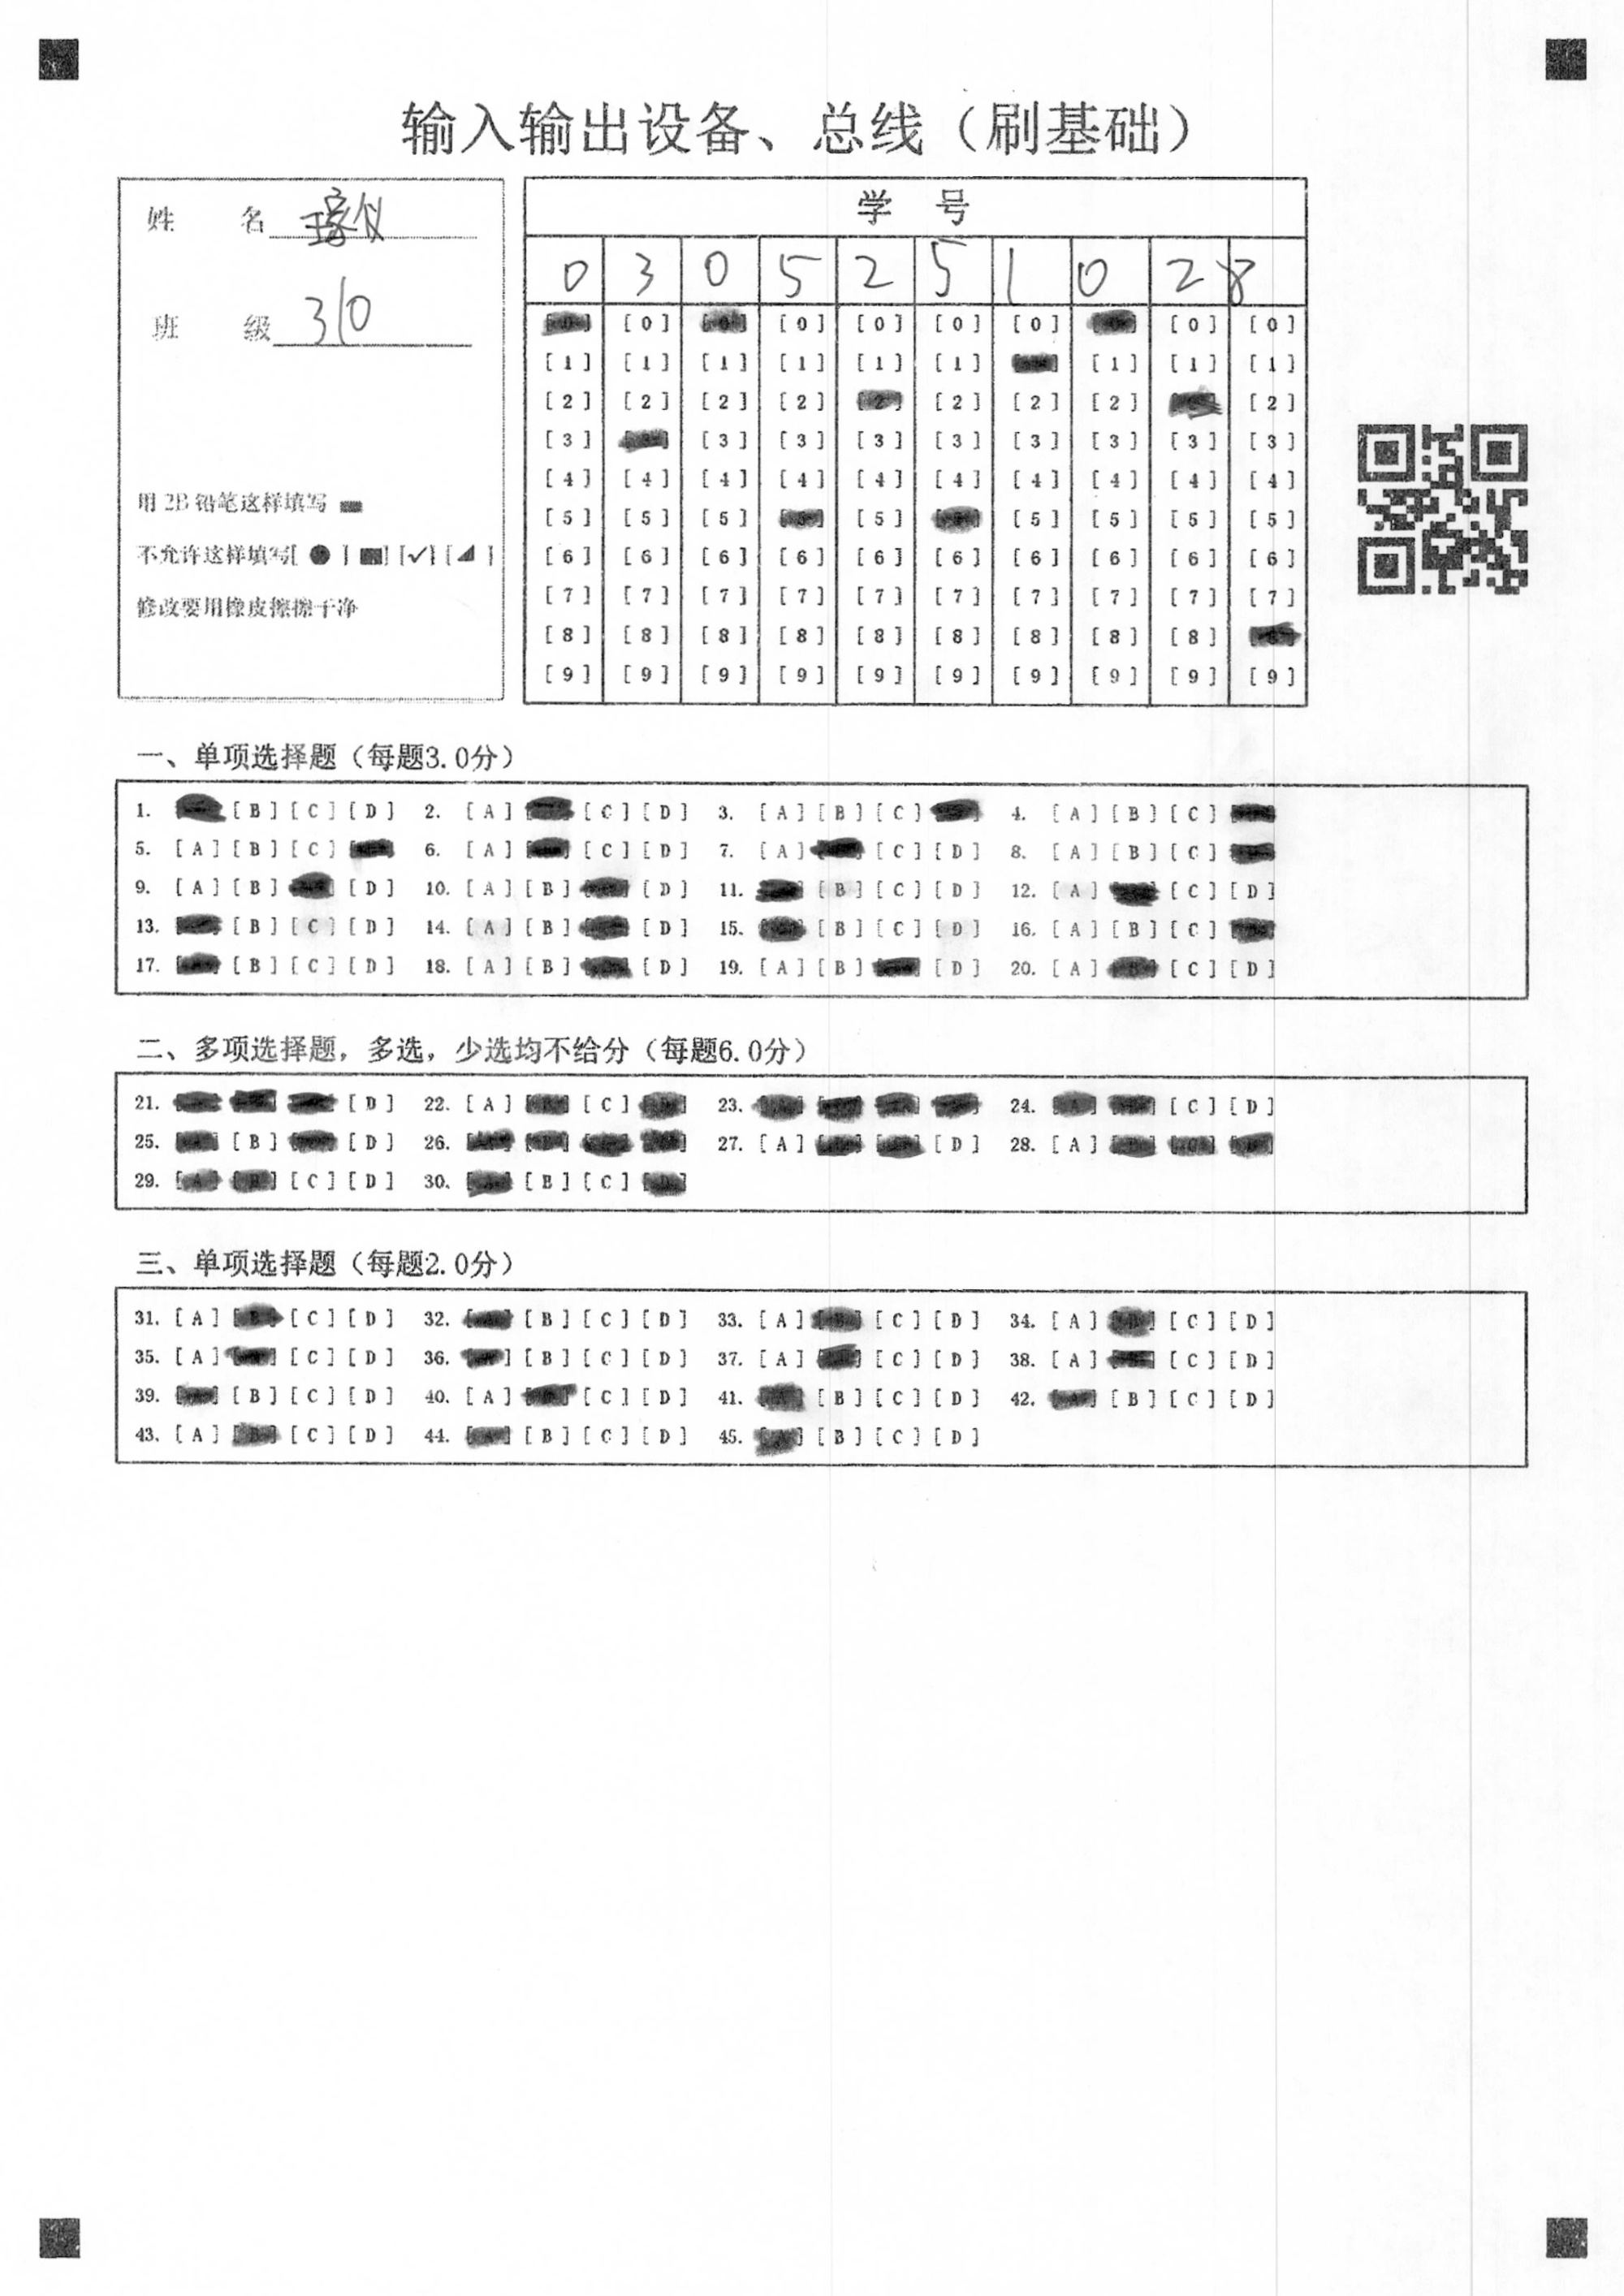 输入输出设备、总线（刷基础）
姓 名
班 级 310
用 2B 铅笔这样填写
不允许这样填写[ ● ] [■] [✓] [◢ ]
修改要用橡皮擦擦干净
学 号
0 3 0 5 2 5 1 0 2 8
[0] [0] [0] [0] [0] [0] [0]
[1] [1] [1] [1] [1] [1] [1] [1] [1]
[2] [2] [2] [2] [2] [2] [2] [2] [2]
[3] [3] [3] [3] [3] [3] [3] [3] [3]
[4] [4] [4] [4] [4] [4] [4] [4] [4] [4]
[5] [5] [5] [5] [5] [5] [5] [5]
[6] [6] [6] [6] [6] [6] [6] [6] [6] [6]
[7] [7] [7] [7] [7] [7] [7] [7] [7] [7]
[8] [8] [8] [8] [8] [8] [8] [8] [8]
[9] [9] [9] [9] [9] [9] [9] [9] [9] [9]
一、单项选择题（每题3.0分）
1. [B] [C] [D] 2. [A] [C] [D] 3. [A] [B] [C] 4. [A] [B] [C]
5. [A] [B] [C] 6. [A] [C] [D] 7. [A] [C] [D] 8. [A] [B] [C]
9. [A] [B] [D] 10. [A] [B] [D] 11. [B] [C] [D] 12. [A] [C] [D]
13. [B] [C] [D] 14. [A] [B] [D] 15. [B] [C] [D] 16. [A] [B] [C]
17. [B] [C] [D] 18. [A] [B] [D] 19. [A] [B] [D] 20. [A] [C] [D]
二、多项选择题，多选，少选均不给分（每题6.0分）
21. [D] 22. [A] [C] 23. 24. [C] [D]
25. [B] [D] 26. 27. [A] [D] 28. [A]
29. [C] [D] 30. [B] [C]
三、单项选择题（每题2.0分）
31. [A] [C] [D] 32. [B] [C] [D] 33. [A] [C] [D] 34. [A] [C] [D]
35. [A] [C] [D] 36. [B] [C] [D] 37. [A] [C] [D] 38. [A] [C] [D]
39. [B] [C] [D] 40. [A] [C] [D] 41. [B] [C] [D] 42. [B] [C] [D]
43. [A] [C] [D] 44. [B] [C] [D] 45. [B] [C] [D]